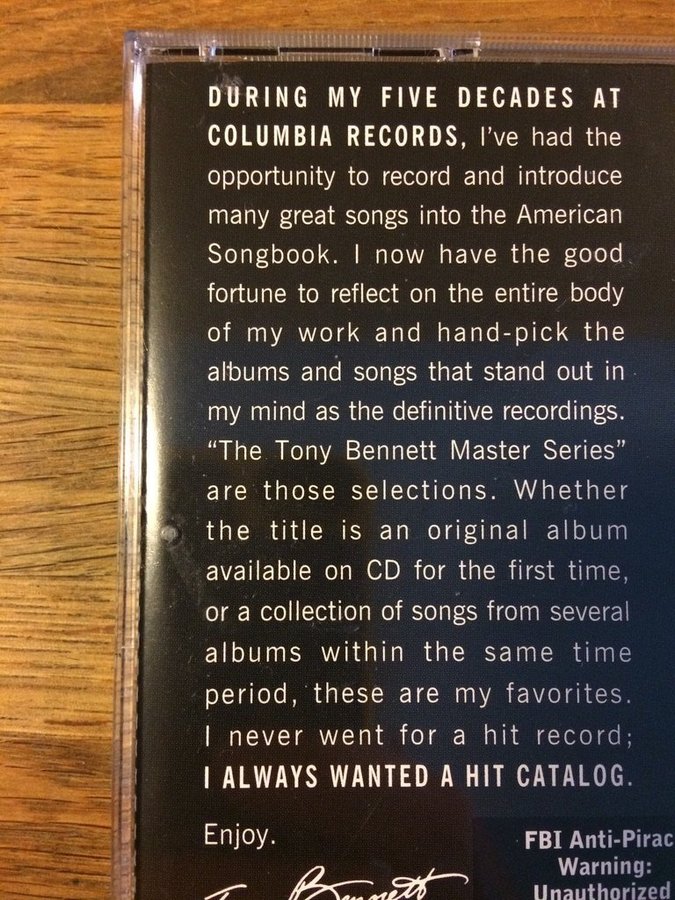 DURING MY FIVE DECADES AT
COLUMBIA RECORDS, I've had the
opportunity to record and introduce
many great songs into the American
Songbook. I now have the good
fortune to reflect on the entire body
of my work and hand-pick the
albums and songs that stand out in
my mind as the definitive recordings.
“The Tony Bennett Master Series”
are those selections. Whether
the title is an original album
available on CD for the first time,
or a collection of songs from several
albums within the same time
period, these are my favorites.
I never went for a hit record;
I ALWAYS WANTED A HIT CATALOG.
Enjoy.
Bennett
FBI Anti-Pirac
Warning:
Unauthorized